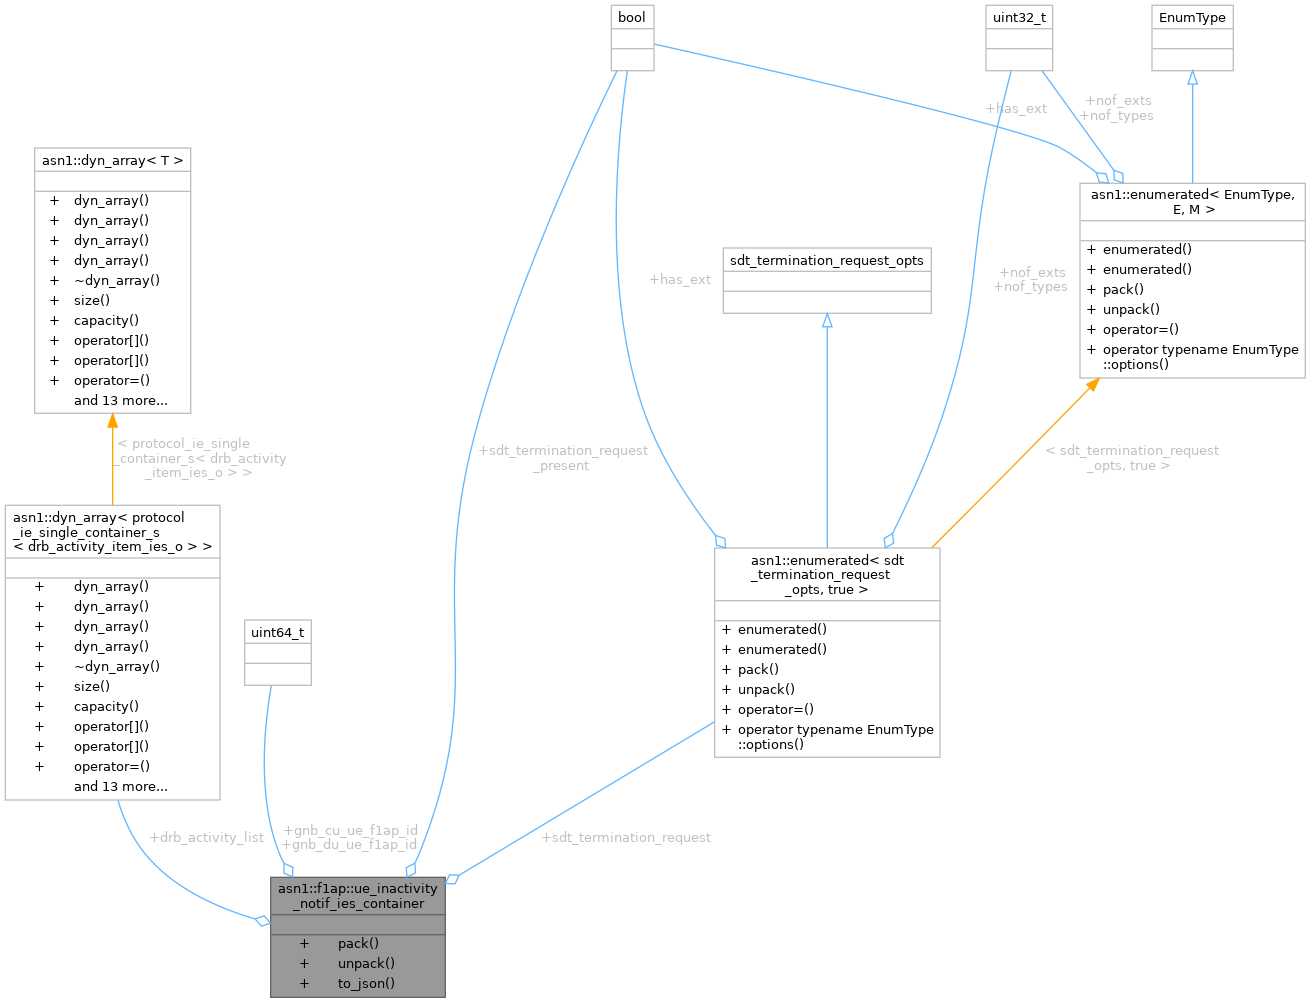 bool
uint32_t
EnumType
+has_ext
+nof_exts
+nof_types
asn1::dyn_array< T >
+ dyn_array()
+ dyn_array()
+ dyn_array()
+ dyn_array()
+ ~dyn_array()
+ size()
+ capacity()
+ operator[]()
+ operator[]()
+ operator=()
and 13 more...
asn1::enumerated< EnumType,
E, M >
+ enumerated()
+ enumerated()
+ pack()
+ unpack()
+ operator=()
+ operator typename EnumType
::options()
sdt_termination_request_opts
+has_ext
+nof_exts
+nof_types
< protocol_ie_single
_container_s< drb_activity
_item_ies_o > >
+sdt_termination_request
_present
< sdt_termination_request
_opts, true >
asn1::dyn_array< protocol
_ie_single_container_s
< drb_activity_item_ies_o > >
+ dyn_array()
+ dyn_array()
+ dyn_array()
+ dyn_array()
+ ~dyn_array()
+ size()
+ capacity()
+ operator[]()
+ operator[]()
+ operator=()
and 13 more...
uint64_t
asn1::enumerated< sdt
_termination_request
_opts, true >
+ enumerated()
+ enumerated()
+ pack()
+ unpack()
+ operator=()
+ operator typename EnumType
::options()
+drb_activity_list
+gnb_cu_ue_f1ap_id
+gnb_du_ue_f1ap_id
+sdt_termination_request
asn1::f1ap::ue_inactivity
_notif_ies_container
+ pack()
+ unpack()
+ to_json()